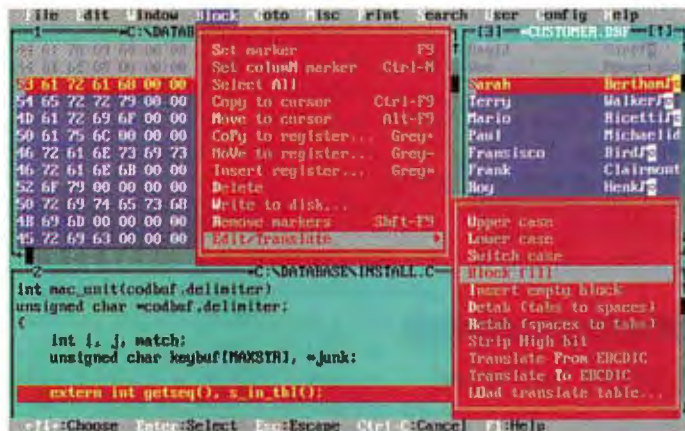 File Edit Window Block Goto Misc Print Search User Config Help
1 C:\DATAB
[3] CUSTOMER.DBF [↑]
53 61 72 61 68 00 00
54 65 72 72 79 00 00
4D 61 72 69 6F 00 00
50 61 75 6C 00 00 00
46 72 61 6E 73 69 73
46 72 61 6E 6B 00 00
52 6F 79 00 00 00 00
50 72 69 74 65 73 68
4B 69 6D 00 00 00 00
45 72 69 63 00 00 00
Set marker F9
Set coluMN marker Ctrl-N
Select All
Copy to cursor Ctrl-F9
Move to cursor Alt-F9
CoPy to register... Grey+
MoVe to register... Grey-
Insert register... Grey*
Delete
Write to disk...
Remove markers Shft-F9
Edit/Translate
Sarah Bertham
Terry Walker
Mario Ricetti
Paul Michaelid
Fransisco Bird
Frank Clairmont
Roy Henk
Upper case
Lower case
Switch case
Block fill
Insert empty block
Detab (tabs to spaces)
Retab (spaces to tabs)
Strip High bit
Translate From EBCDIC
Translate To EBCDIC
LOad translate table...
2 C:\DATABASE\INSTALL.C
int mac_unit(codbuf,delimiter)
unsigned char *codbuf,delimiter;
{
int i, j, match;
unsigned char keybuf[MAXSTR], *junk;
extern int getseq(), s_in_tbl();
:Choose Enter:Select Esc:Escape Ctrl-C:Cancel F1:Help